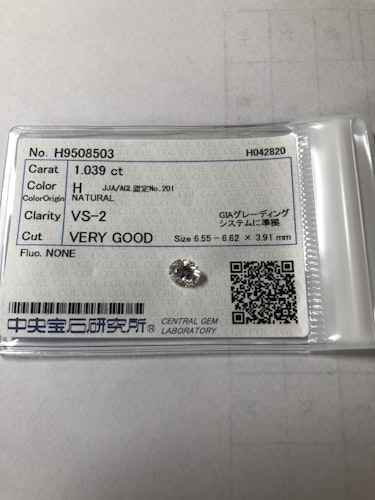 No. H9508503 H042820
Carat 1.039 ct
Color H JJA/AGL認定No.201
ColorOrigin NATURAL
Clarity VS-2 GIAグレーディング
システムに準拠
Cut VERY GOOD Size 6.55 - 6.62 × 3.91 mm
Fluo. NONE
中央宝石研究所® CENTRAL GEM
LABORATORY